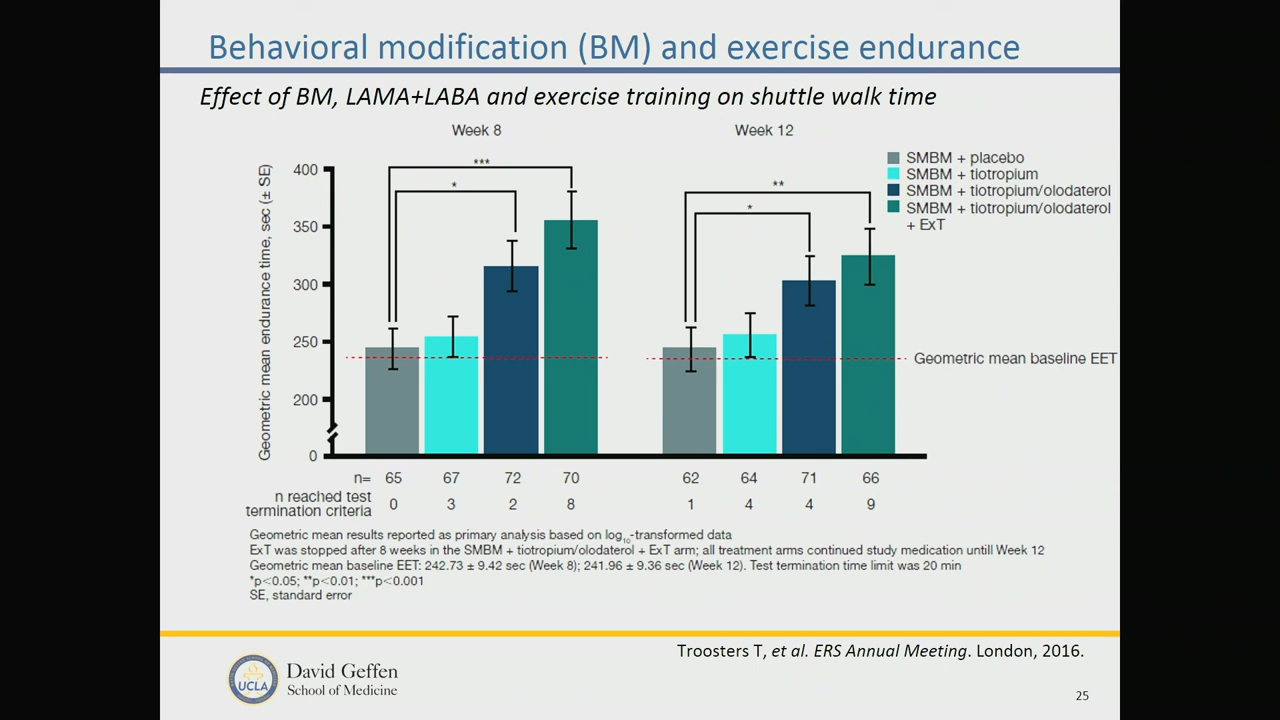 Behavioral modification (BM) and exercise endurance
Effect of BM, LAMA+LABA and exercise training on shuttle walk time
Week 8
Week 12
Geometric mean endurance time, sec (± SE)
400
350
300
250
200
0
***
*
**
*
SMBM + placebo
SMBM + tiotropium
SMBM + tiotropium/olodaterol
SMBM + tiotropium/olodaterol
+ ExT
Geometric mean baseline EET
n= 65 67 72 70 62 64 71 66
n reached test
termination criteria 0 3 2 8 1 4 4 9
Geometric mean results reported as primary analysis based on log10-transformed data
ExT was stopped after 8 weeks in the SMBM + tiotropium/olodaterol + ExT arm; all treatment arms continued study medication untill Week 12
Geometric mean baseline EET: 242.73 ± 9.42 sec (Week 8); 241.96 ± 9.36 sec (Week 12). Test termination time limit was 20 min
*p<0.05; **p<0.01; ***p<0.001
SE, standard error
Troosters T, et al. ERS Annual Meeting. London, 2016.
UCLA
David Geffen
School of Medicine
25